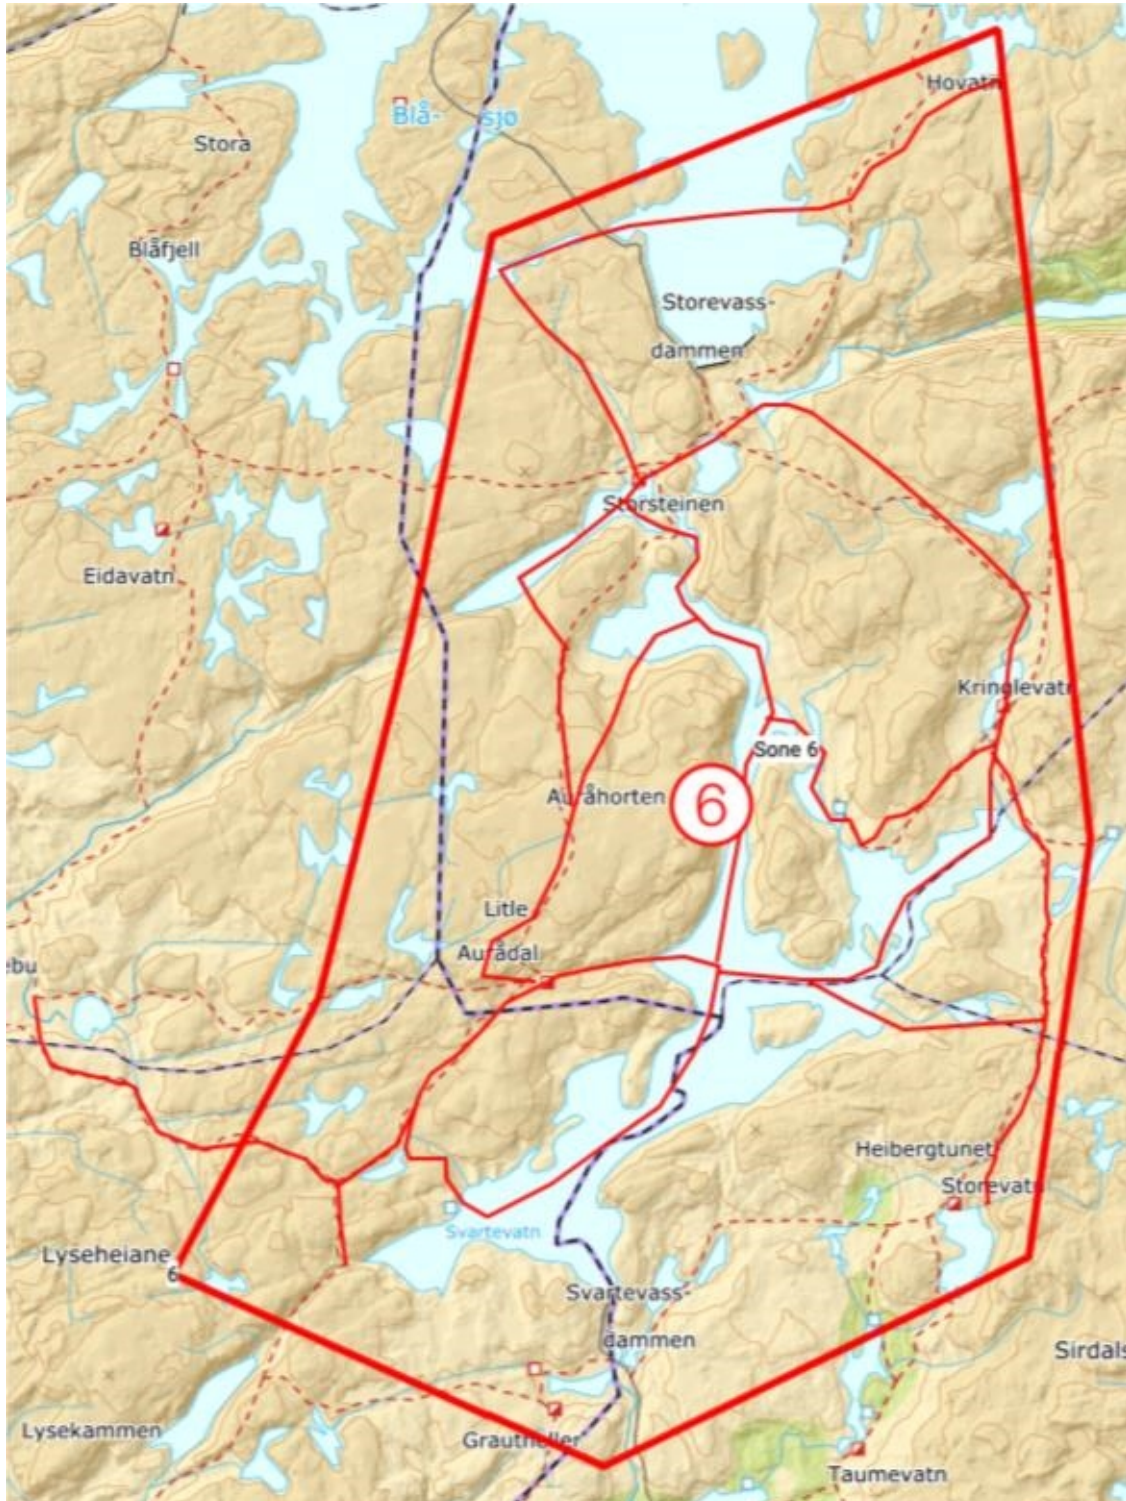 Hovatn
Blå-
sjø
Stora
Blåfjell
Storevass-
dammen
Storsteinen
Eidavatn
Kringlevatn
Sone 6
6
Auråhorten
Litle
Aurådal
ebu
Heibergtunet
Storevatn
Svartevatn
Lyseheiane
6
Svartevass-
dammen
Sirdals
Lysekammen
Grautheller
Taumevatn